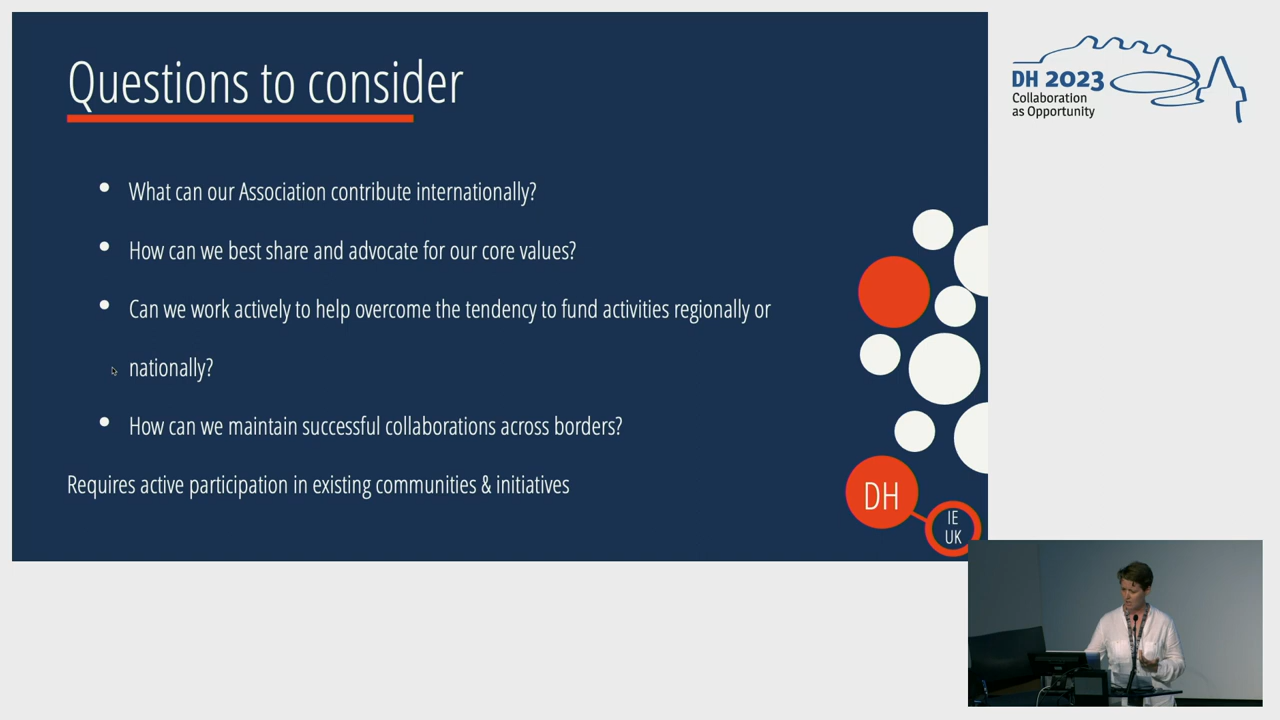 Questions to consider
What can our Association contribute internationally?
How can we best share and advocate for our core values?
Can we work actively to help overcome the tendency to fund activities regionally or
nationally?
How can we maintain successful collaborations across borders?
Requires active participation in existing communities & initiatives
DH
IE
UK
DH 2023
Collaboration
as Opportunity